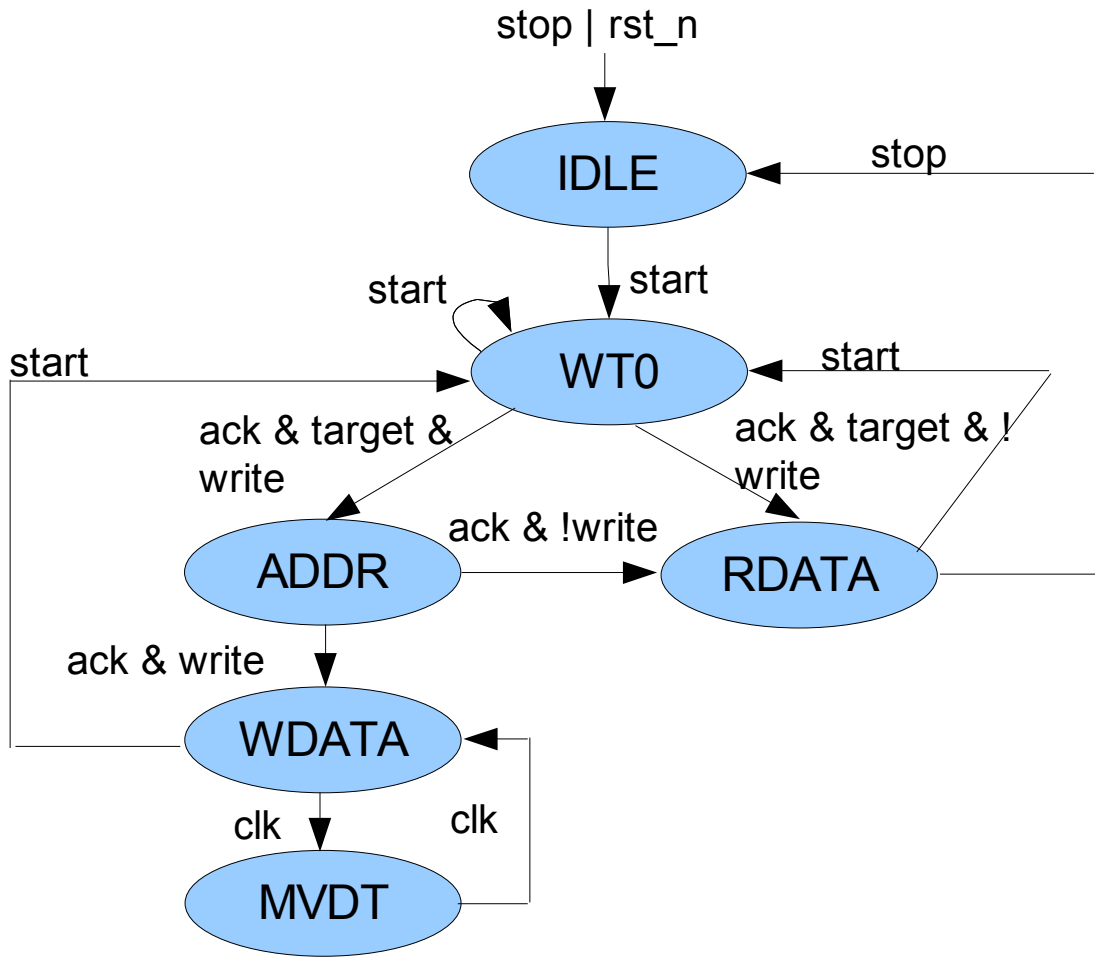 stop | rst_n
IDLE
stop
start
start
WT0
start
start
ack & target &
write
ack & target & !
write
ADDR
ack & !write
RDATA
ack & write
WDATA
clk
clk
MVDT